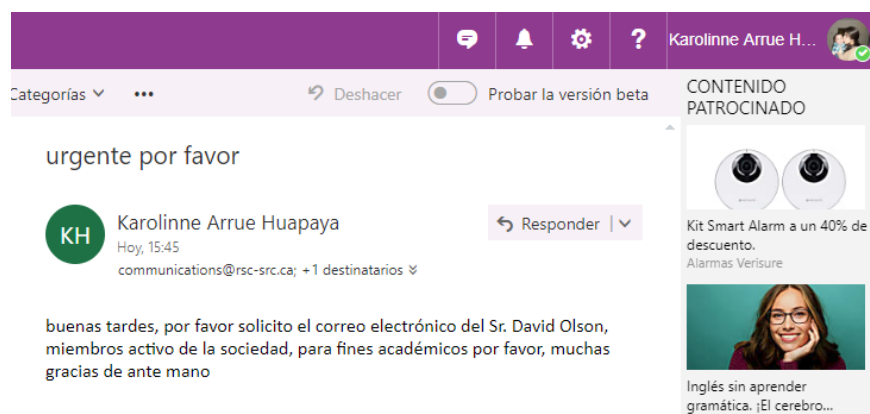 Karolinne Arrue H...
Categorías
Deshacer
Probar la versión beta
CONTENIDO
PATROCINADO
urgente por favor
KH
Karolinne Arrue Huapaya
Hoy, 15:45
communications@rsc-src.ca; +1 destinatarios
Responder
buenas tardes, por favor solicito el correo electrónico del Sr. David Olson,
miembros activo de la sociedad, para fines académicos por favor, muchas
gracias de ante mano
Kit Smart Alarm a un 40% de
descuento.
Alarmas Verisure
Inglés sin aprender
gramática. ¡El cerebro...